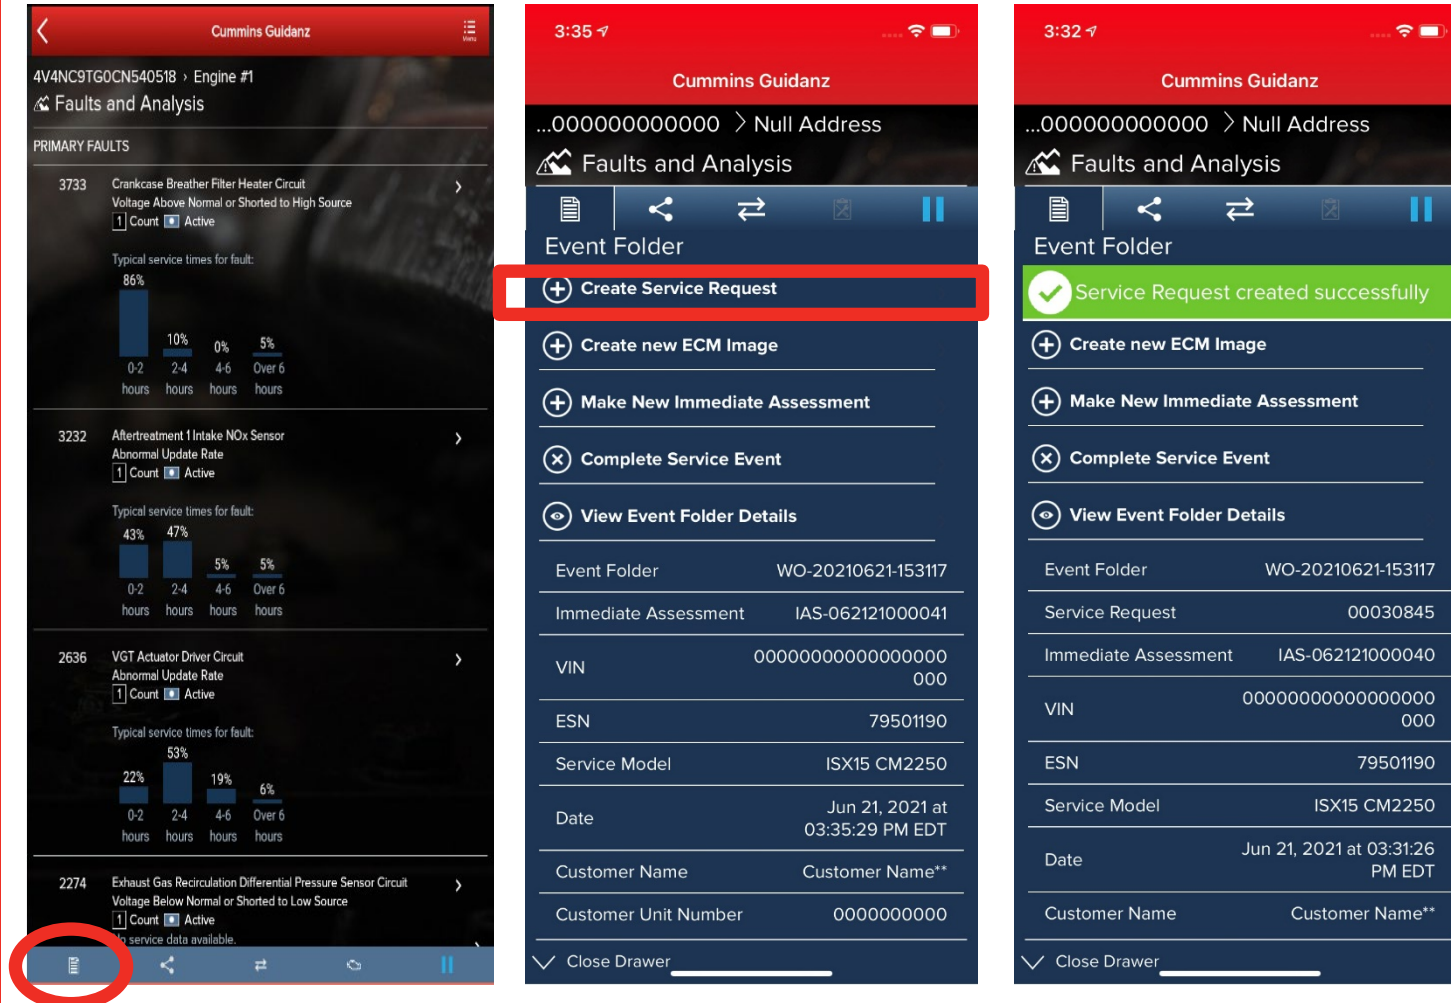 Cummins Guidanz
Menu
4V4NC9TG0CN540518 › Engine #1
Faults and Analysis
PRIMARY FAULTS
3733 Crankcase Breather Filter Heater Circuit
Voltage Above Normal or Shorted to High Source
1 Count Active
Typical service times for fault:
86% 10% 0% 5%
0-2 2-4 4-6 Over 6
hours hours hours hours
3232 Aftertreatment 1 Intake NOx Sensor
Abnormal Update Rate
1 Count Active
Typical service times for fault:
43% 47% 5% 5%
0-2 2-4 4-6 Over 6
hours hours hours hours
2636 VGT Actuator Driver Circuit
Abnormal Update Rate
1 Count Active
Typical service times for fault:
22% 53% 19% 6%
0-2 2-4 4-6 Over 6
hours hours hours hours
2274 Exhaust Gas Recirculation Differential Pressure Sensor Circuit
Voltage Below Normal or Shorted to Low Source
1 Count Active
No service data available.
3:35
Cummins Guidanz
...000000000000 > Null Address
Faults and Analysis
Event Folder
Create Service Request
Create new ECM Image
Make New Immediate Assessment
Complete Service Event
View Event Folder Details
Event Folder WO-20210621-153117
Immediate Assessment IAS-062121000041
VIN 00000000000000000
000
ESN 79501190
Service Model ISX15 CM2250
Date Jun 21, 2021 at
03:35:29 PM EDT
Customer Name Customer Name**
Customer Unit Number 0000000000
Close Drawer
3:32
Cummins Guidanz
...000000000000 > Null Address
Faults and Analysis
Event Folder
Service Request created successfully
Create new ECM Image
Make New Immediate Assessment
Complete Service Event
View Event Folder Details
Event Folder WO-20210621-153117
Service Request 00030845
Immediate Assessment IAS-062121000040
VIN 00000000000000000
000
ESN 79501190
Service Model ISX15 CM2250
Date Jun 21, 2021 at 03:31:26
PM EDT
Customer Name Customer Name**
Close Drawer